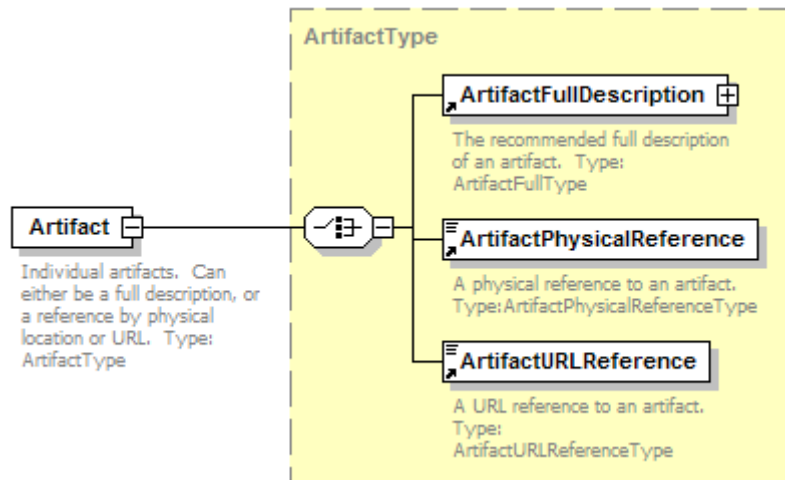 ArtifactType
ArtifactFullDescription
The recommended full description
of an artifact.  Type:
ArtifactFullType
Artifact
Individual artifacts.  Can
either be a full description, or
a reference by physical
location or URL.  Type:
ArtifactType
ArtifactPhysicalReference
A physical reference to an artifact.
Type:ArtifactPhysicalReferenceType
ArtifactURLReference
A URL reference to an artifact.
Type:
ArtifactURLReferenceType